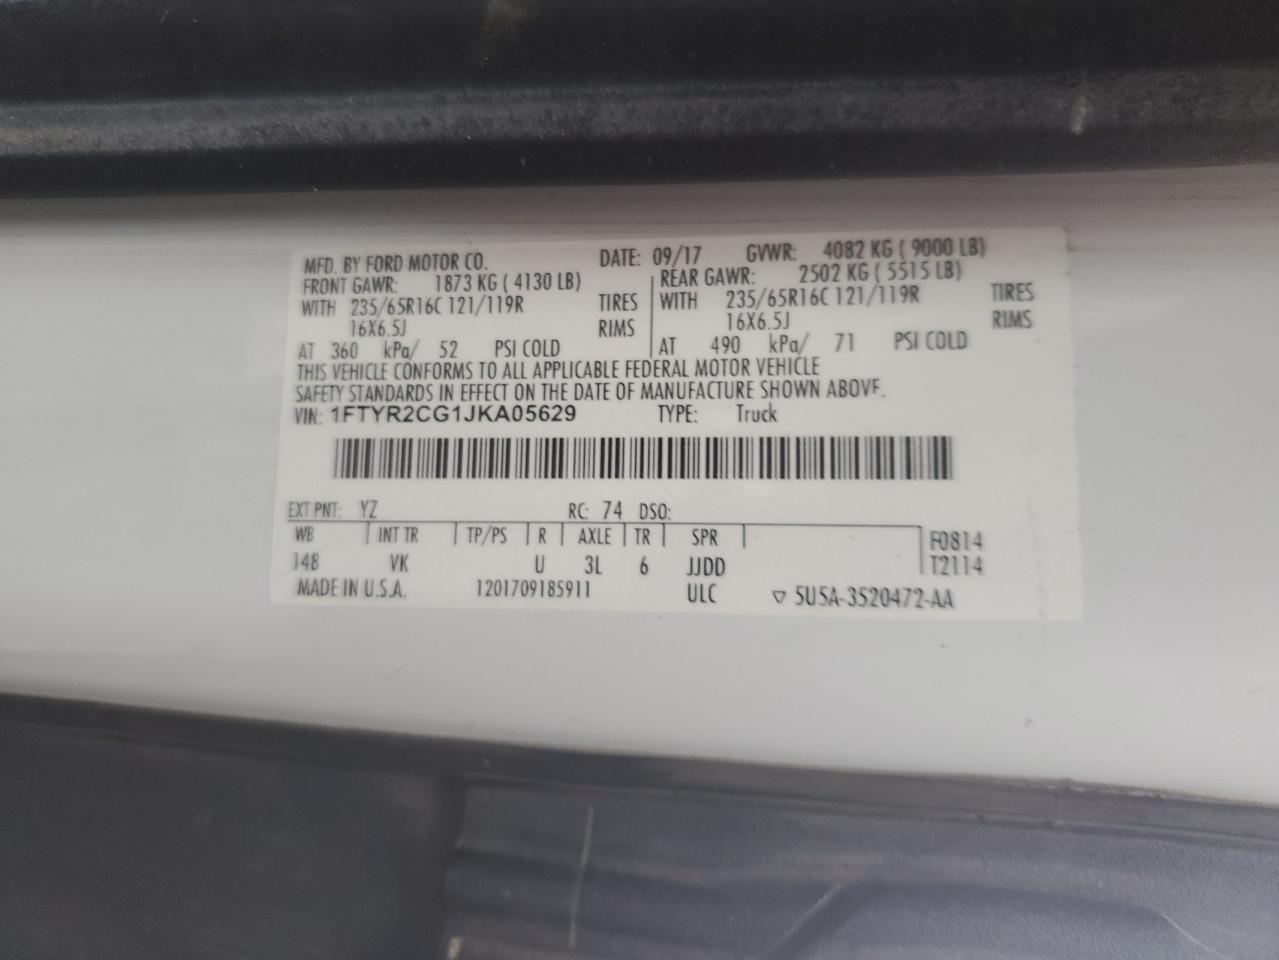 MFD. BY FORD MOTOR CO. DATE: 09/17 GVWR: 4082 KG ( 9000 LB)
FRONT GAWR: 1873 KG ( 4130 LB) REAR GAWR: 2502 KG ( 5515 LB)
WITH 235/65R16C 121/119R TIRES WITH 235/65R16C 121/119R TIRES
16X6.5J RIMS 16X6.5J RIMS
AT 360 kPa/ 52 PSI COLD AT 490 kPa/ 71 PSI COLD
THIS VEHICLE CONFORMS TO ALL APPLICABLE FEDERAL MOTOR VEHICLE
SAFETY STANDARDS IN EFFECT ON THE DATE OF MANUFACTURE SHOWN ABOVE.
VIN: 1FTYR2CG1JKA05629 TYPE: Truck
EXT PNT: YZ RC: 74 DSO:
WB INT TR TP/PS R AXLE TR SPR F0814
148 VK U 3L 6 JJDD T2114
MADE IN U.S.A. 1201709185911 ULC ▽ 5U5A-3520472-AA